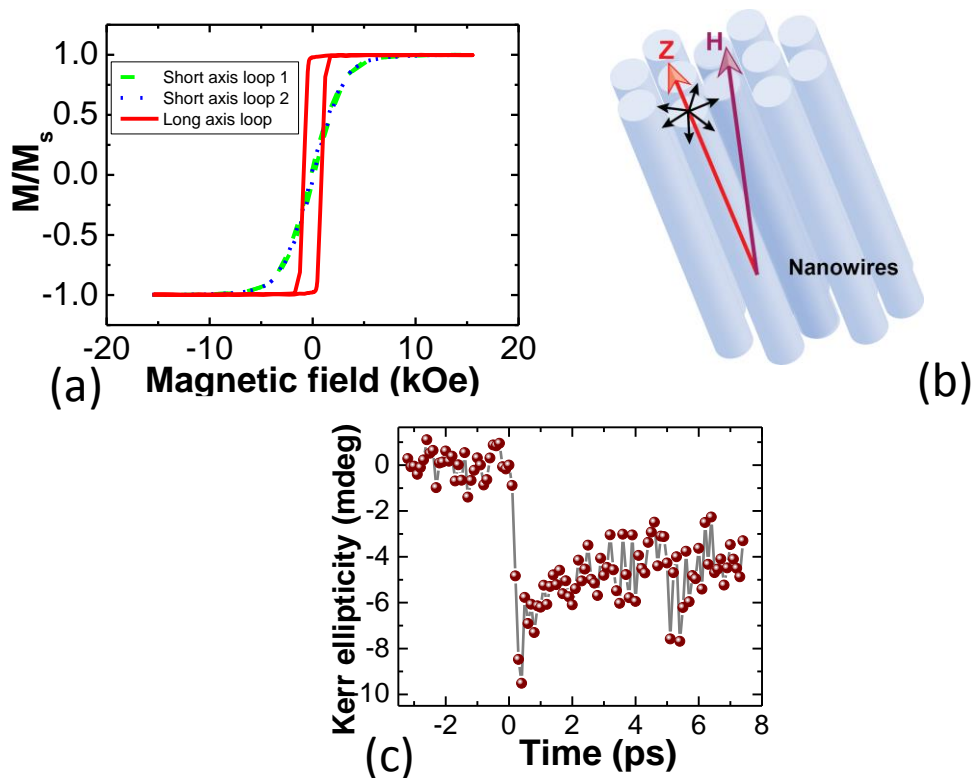 1.0
0.5
0.0
-0.5
-1.0
M/Ms
Short axis loop 1
Short axis loop 2
Long axis loop
-20 -10 0 10 20
(a) Magnetic field (kOe)
Z
H
Nanowires
(b)
0
-2
-4
-6
-8
10
Kerr ellipticity (mdeg)
-2 0 2 4 6 8
(c) Time (ps)